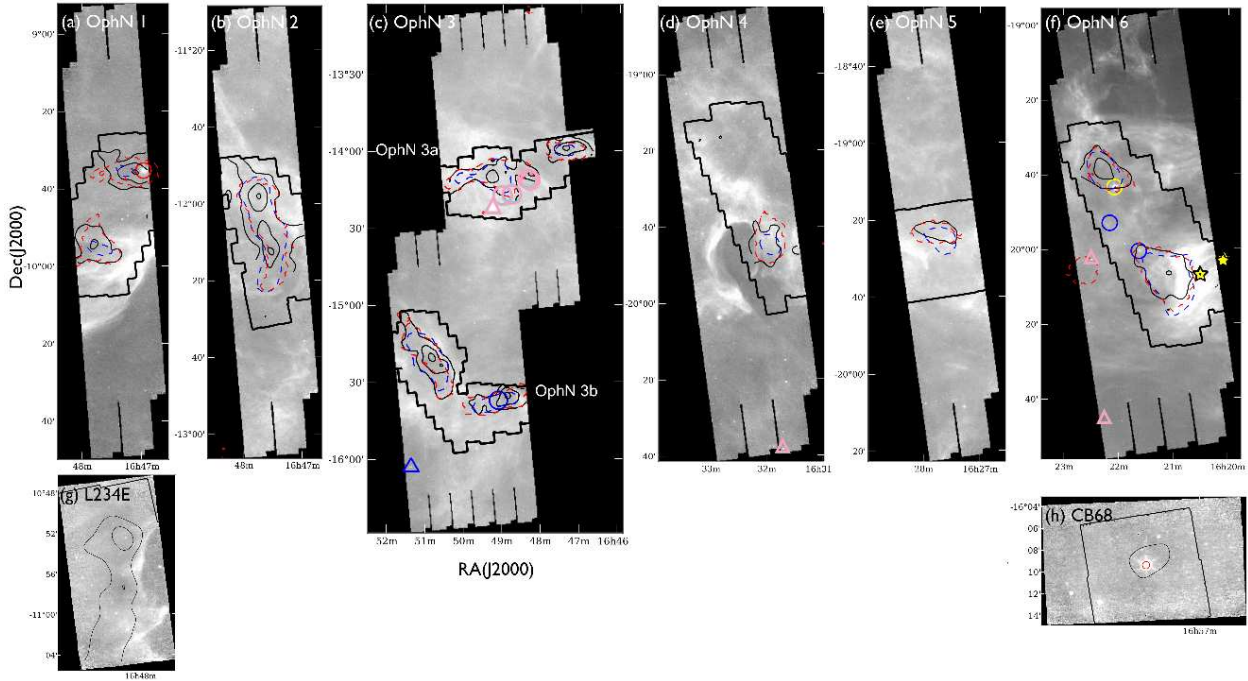 (a) OphN 1
(b) OphN 2
(c) OphN 3
(d) OphN 4
(e) OphN 5
(f) OphN 6
9°00'
20'
40'
10°00'
20'
40'
48m
16h47m
-11°20'
40'
-12°00'
20'
40'
-13°00'
48m
16h47m
-13°30'
-14°00'
30'
-15°00'
30'
-16°00'
OphN 3a
OphN 3b
52m
51m
50m
49m
48m
47m
16h46
-19°00'
20'
40'
-20°00'
20'
40'
33m
32m
16h31
-18°40'
-19°00'
20'
40'
-20°00'
20'
28m
16h27m
-19°20'
40'
20°00'
20'
40'
23m
22m
21m
16h20m
Dec(J2000)
RA(J2000)
(g) L234E
10°48'
52'
56'
-11°00'
04'
16h48m
(h) CB68
-16°04'
06'
08'
10'
12'
14'